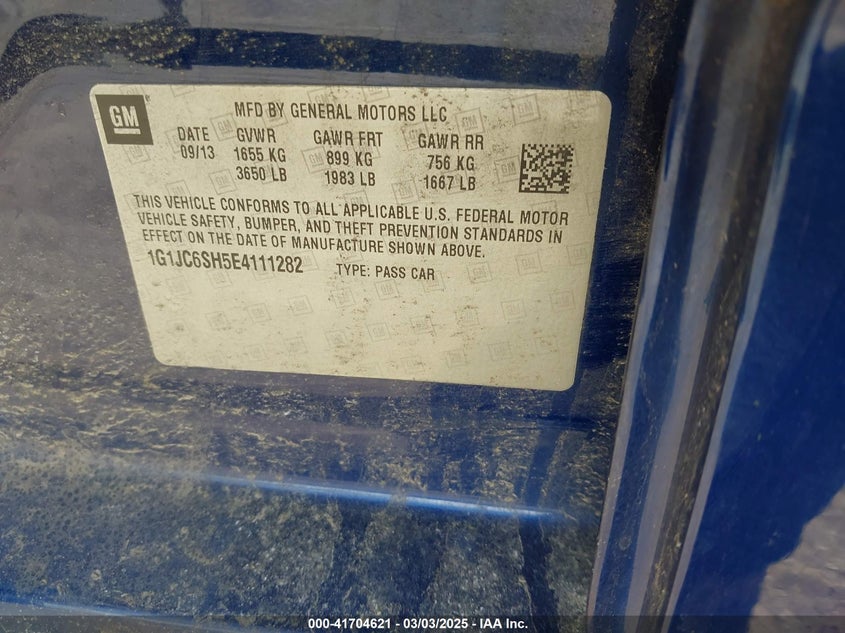 GM
MFD BY GENERAL MOTORS LLC
DATE GVWR GAWR FRT GAWR RR
09/13 1655 KG 899 KG 756 KG
3650 LB 1983 LB 1667 LB
THIS VEHICLE CONFORMS TO ALL APPLICABLE U.S. FEDERAL MOTOR
VEHICLE SAFETY, BUMPER, AND THEFT PREVENTION STANDARDS IN
EFFECT ON THE DATE OF MANUFACTURE SHOWN ABOVE.
1G1JC6SH5E4111282 TYPE: PASS CAR
000-41704621 — 03/03/2025 — IAA Inc.